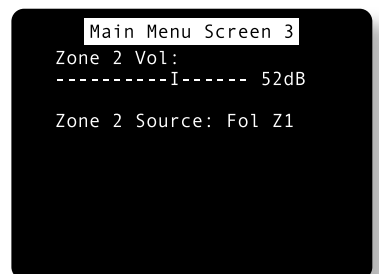 Main Menu Screen 3
Zone 2 Vol:
----------I------ 52dB
Zone 2 Source: Fol Z1